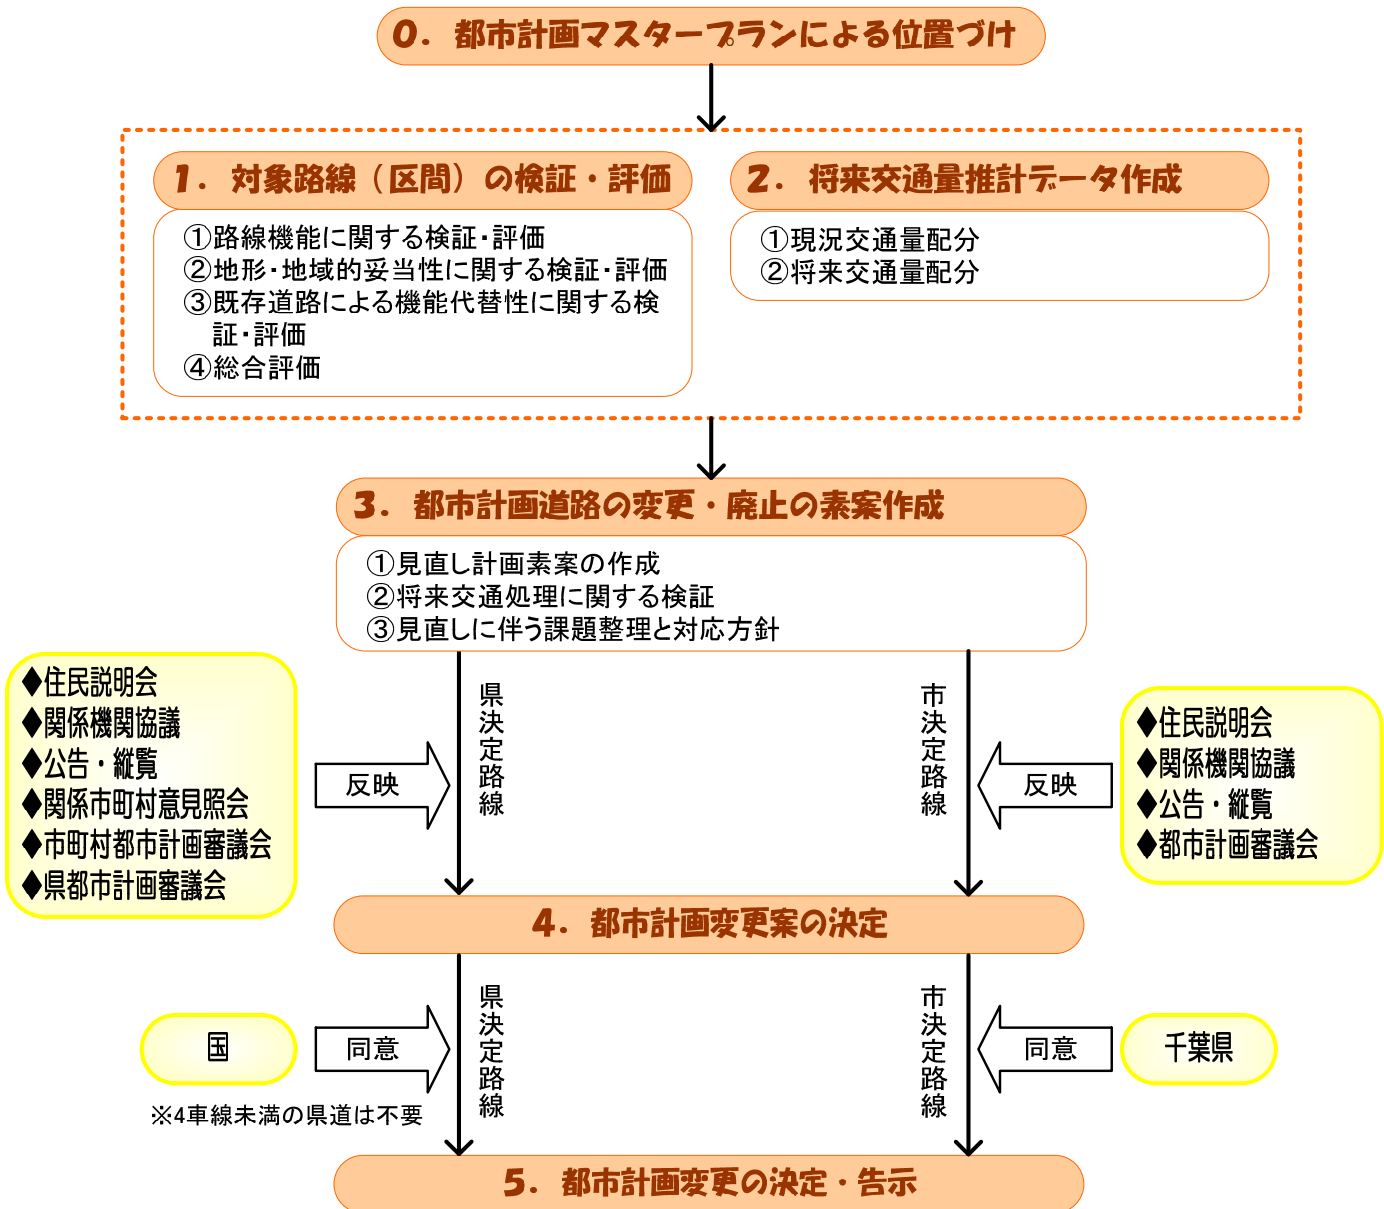 0．都市計画マスタープランによる位置づけ
1．対象路線（区間）の検証・評価
①路線機能に関する検証・評価
②地形・地域的妥当性に関する検証・評価
③既存道路による機能代替性に関する検
証・評価
④総合評価
2．将来交通量推計データ作成
①現況交通量配分
②将来交通量配分
3．都市計画道路の変更・廃止の素案作成
①見直し計画素案の作成
②将来交通処理に関する検証
③見直しに伴う課題整理と対応方針
◆住民説明会
◆関係機関協議
◆公告・縦覧
◆関係市町村意見照会
◆市町村都市計画審議会
◆県都市計画審議会
反映
県決定路線
市決定路線
反映
◆住民説明会
◆関係機関協議
◆公告・縦覧
◆都市計画審議会
4．都市計画変更案の決定
国
同意
※4車線未満の県道は不要
県決定路線
市決定路線
同意
千葉県
5．都市計画変更の決定・告示